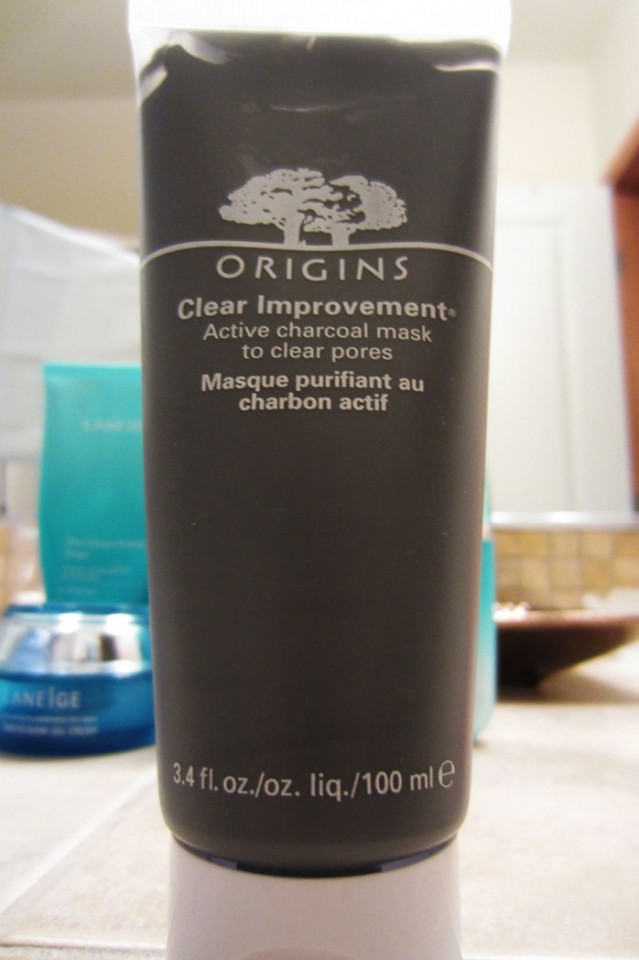 ORIGINS
Clear Improvement®
Active charcoal mask
to clear pores
Masque purifiant au
charbon actif
3.4 fl. oz./oz. liq./100 ml ℮
LANEIGE